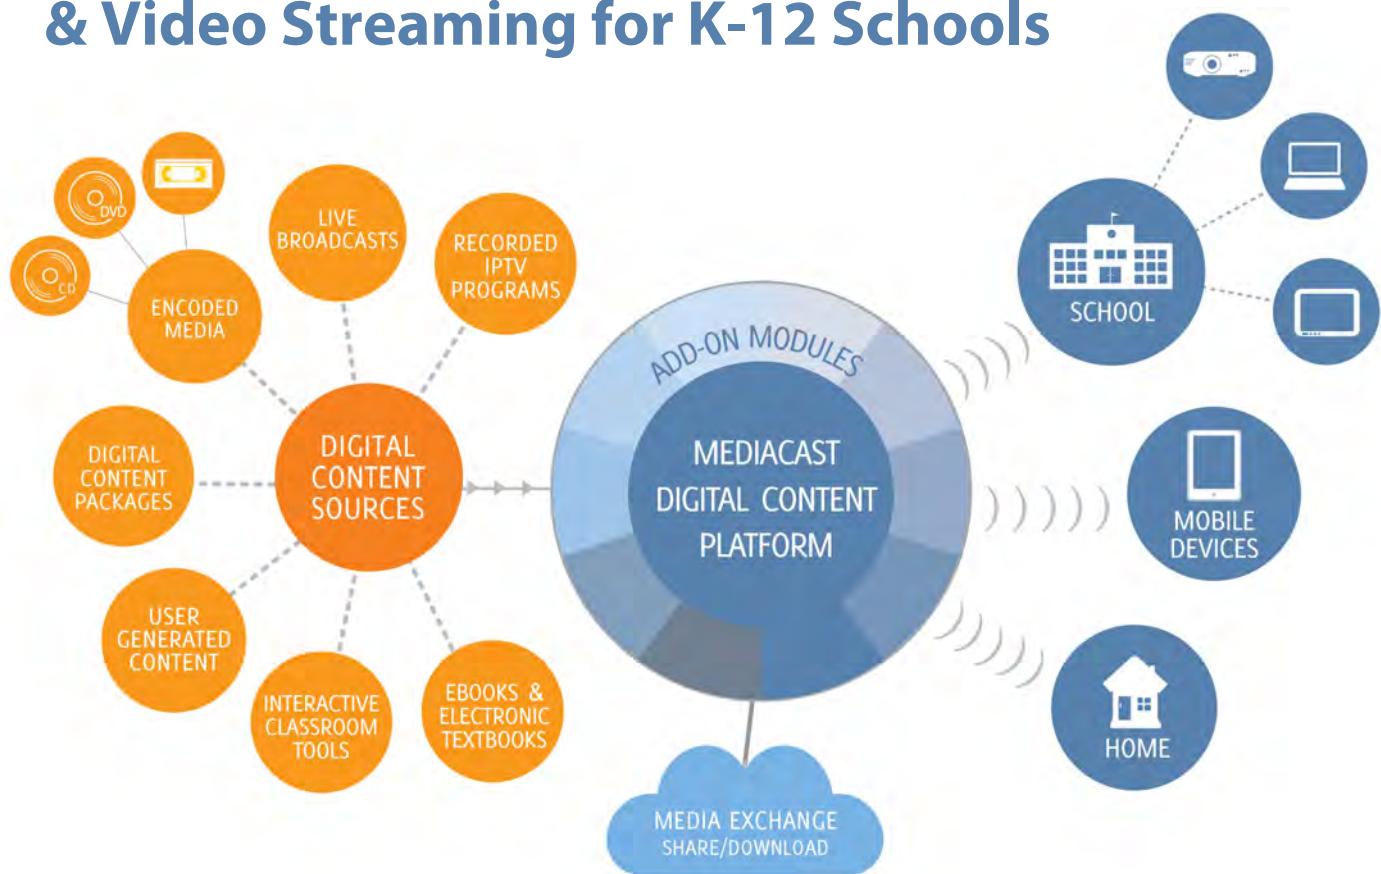 & Video Streaming for K-12 Schools
DVD
CD
ENCODED
MEDIA
LIVE
BROADCASTS
RECORDED
IPTV
PROGRAMS
DIGITAL
CONTENT
PACKAGES
DIGITAL
CONTENT
SOURCES
USER
GENERATED
CONTENT
INTERACTIVE
CLASSROOM
TOOLS
EBOOKS &
ELECTRONIC
TEXTBOOKS
ADD-ON MODULES
MEDIACAST
DIGITAL CONTENT
PLATFORM
MEDIA EXCHANGE
SHARE/DOWNLOAD
SCHOOL
MOBILE
DEVICES
HOME